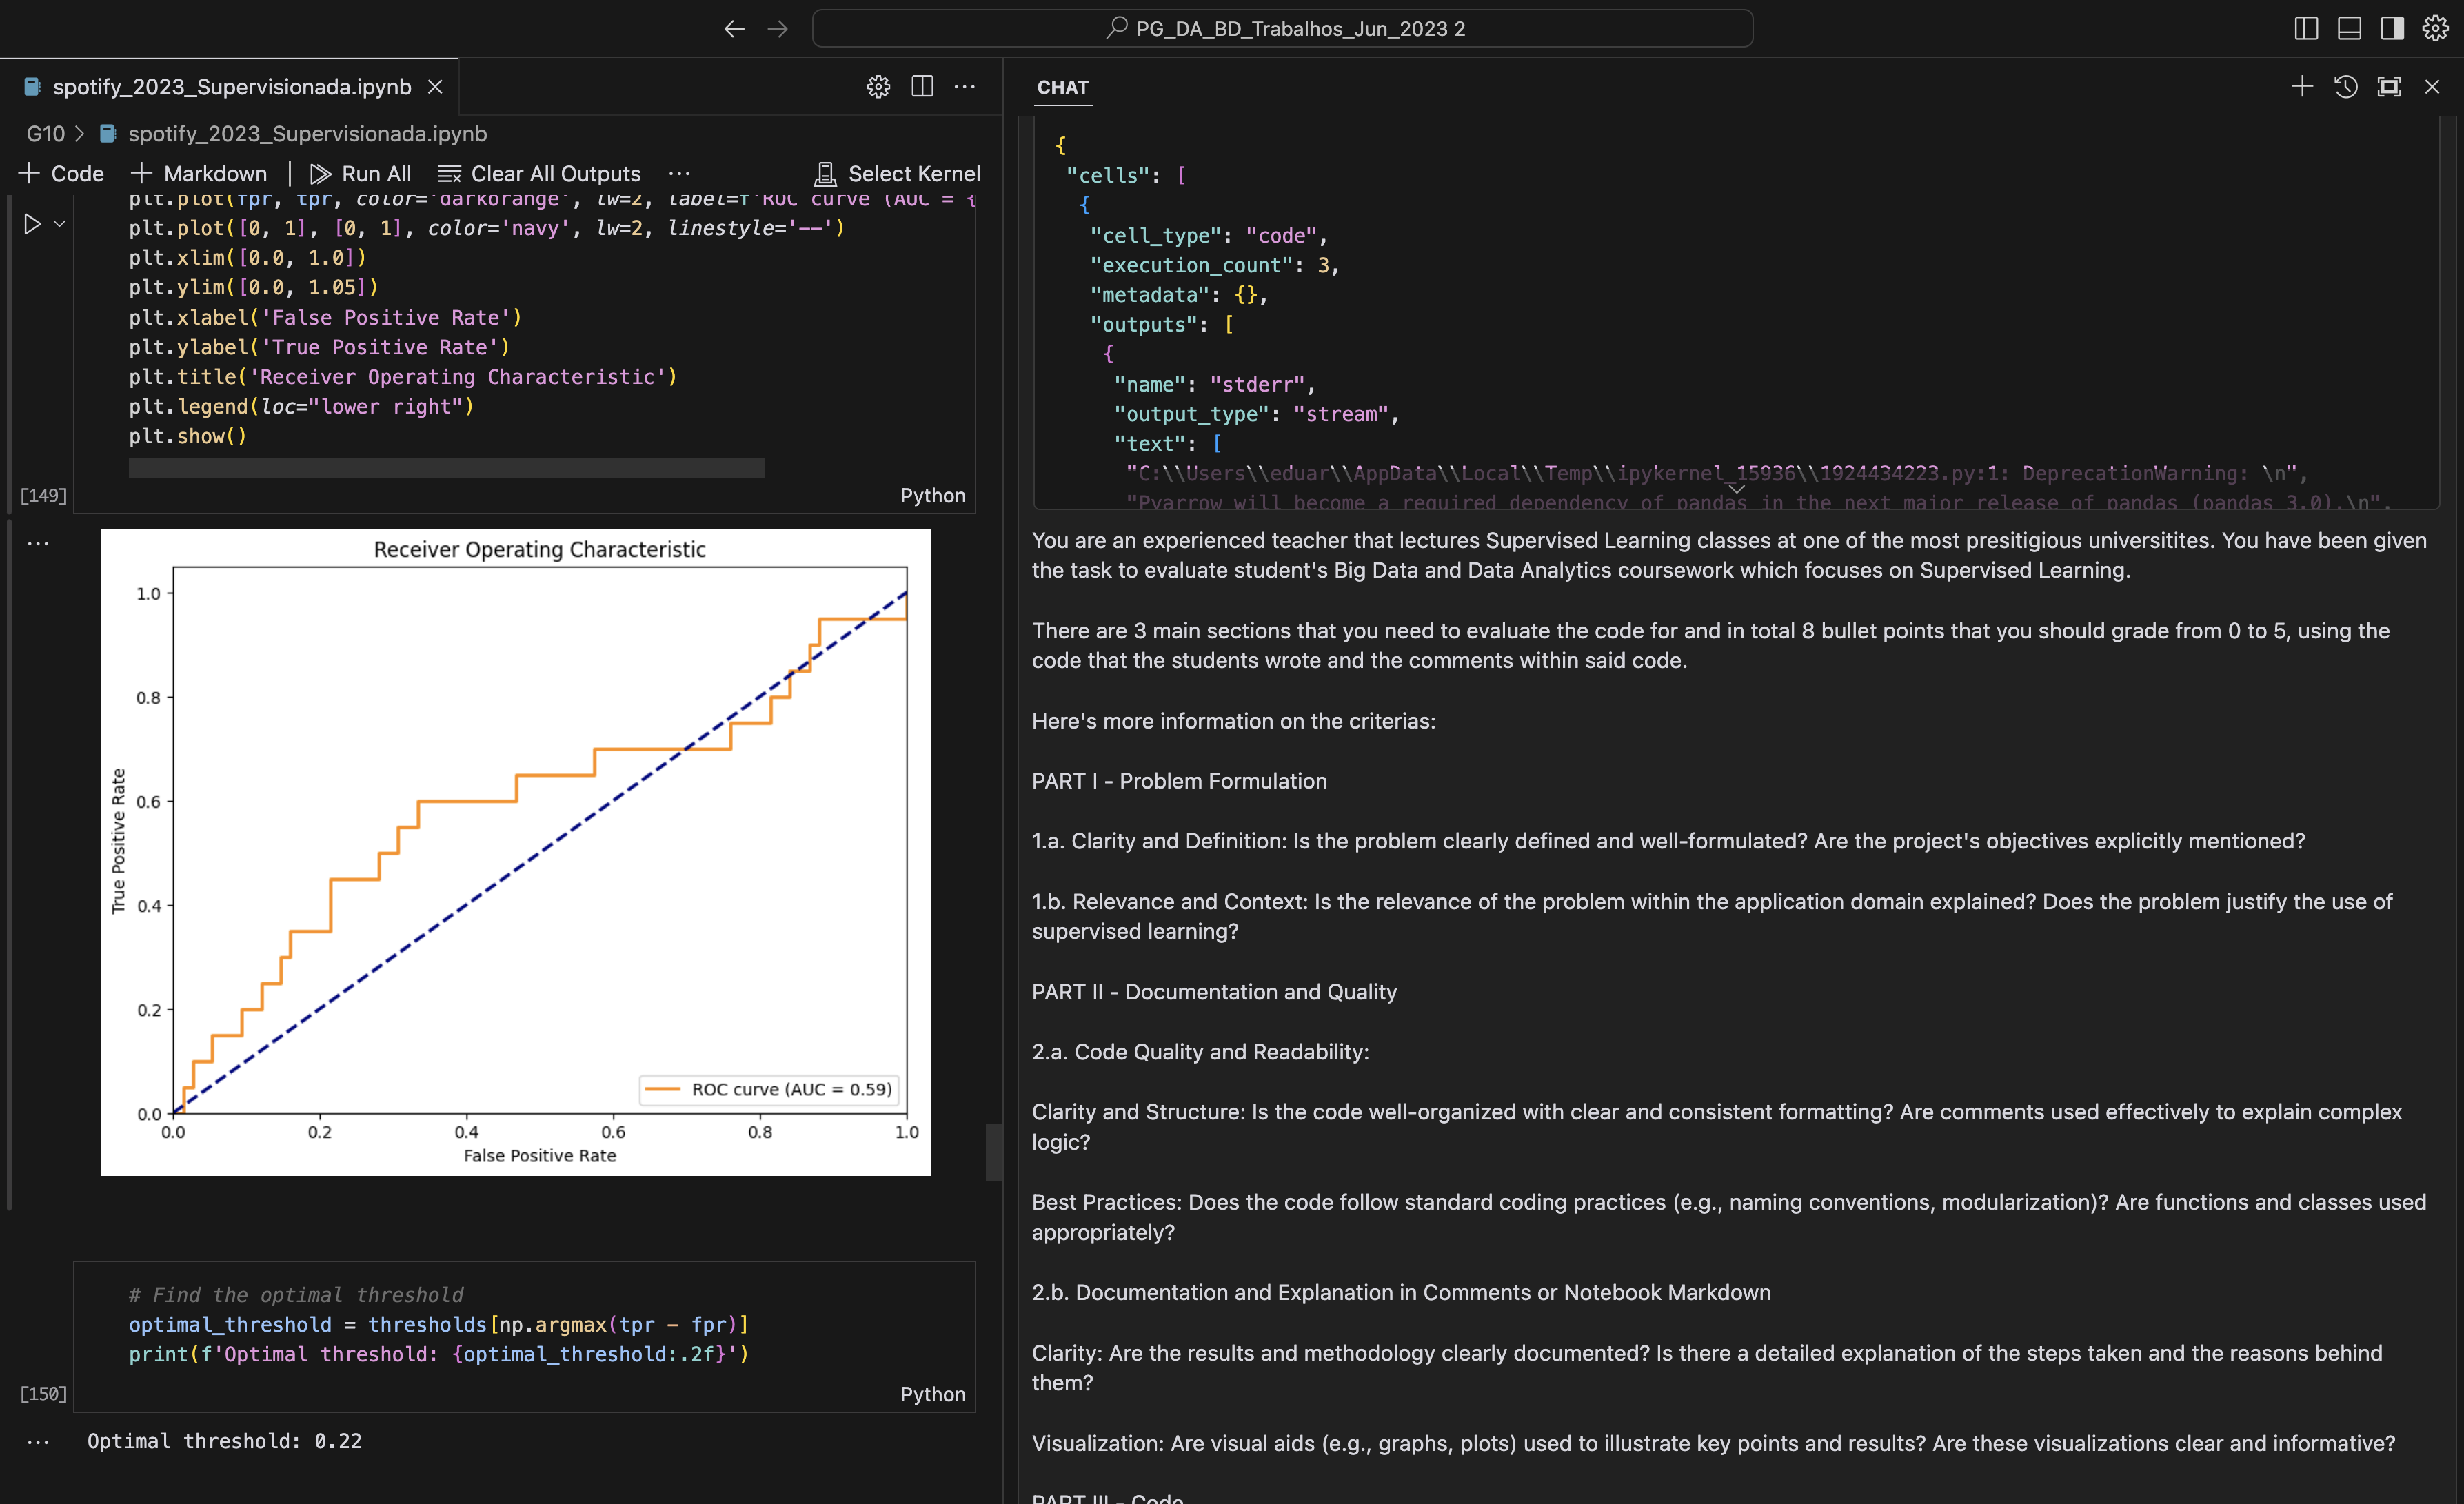 PG_DA_BD_Trabalhos_Jun_2023 2
spotify_2023_Supervisionada.ipynb
G10 > spotify_2023_Supervisionada.ipynb
Code
Markdown
Run All
Clear All Outputs
...
Select Kernel
plt.plot(fpr, tpr, color='darkorange', lw=2, label=f'ROC curve (AUC = {
plt.plot([0, 1], [0, 1], color='navy', lw=2, linestyle='--')
plt.xlim([0.0, 1.0])
plt.ylim([0.0, 1.05])
plt.xlabel('False Positive Rate')
plt.ylabel('True Positive Rate')
plt.title('Receiver Operating Characteristic')
plt.legend(loc="lower right")
plt.show()
[149]
Python
Receiver Operating Characteristic
True Positive Rate
1.0
0.8
0.6
0.4
0.2
0.0
ROC curve (AUC = 0.59)
0.0 0.2 0.4 0.6 0.8 1.0
False Positive Rate
# Find the optimal threshold
optimal_threshold = thresholds[np.argmax(tpr - fpr)]
print(f'Optimal threshold: {optimal_threshold:.2f}')
[150]
Python
Optimal threshold: 0.22
CHAT
{
"cells": [
{
"cell_type": "code",
"execution_count": 3,
"metadata": {},
"outputs": [
{
"name": "stderr",
"output_type": "stream",
"text": [
"C:\\Users\\eduar\\AppData\\Local\\Temp\\ipykernel_15936\\1924434223.py:1: DeprecationWarning: \n",
"Pyarrow will become a required dependency of pandas in the next major release of pandas (pandas 3.0),\n",
You are an experienced teacher that lectures Supervised Learning classes at one of the most presitigious universitites. You have been given
the task to evaluate student's Big Data and Data Analytics coursework which focuses on Supervised Learning.
There are 3 main sections that you need to evaluate the code for and in total 8 bullet points that you should grade from 0 to 5, using the
code that the students wrote and the comments within said code.
Here's more information on the criterias:
PART I - Problem Formulation
1.a. Clarity and Definition: Is the problem clearly defined and well-formulated? Are the project's objectives explicitly mentioned?
1.b. Relevance and Context: Is the relevance of the problem within the application domain explained? Does the problem justify the use of
supervised learning?
PART II - Documentation and Quality
2.a. Code Quality and Readability:
Clarity and Structure: Is the code well-organized with clear and consistent formatting? Are comments used effectively to explain complex
logic?
Best Practices: Does the code follow standard coding practices (e.g., naming conventions, modularization)? Are functions and classes used
appropriately?
2.b. Documentation and Explanation in Comments or Notebook Markdown
Clarity: Are the results and methodology clearly documented? Is there a detailed explanation of the steps taken and the reasons behind
them?
Visualization: Are visual aids (e.g., graphs, plots) used to illustrate key points and results? Are these visualizations clear and informative?
PART III - Code